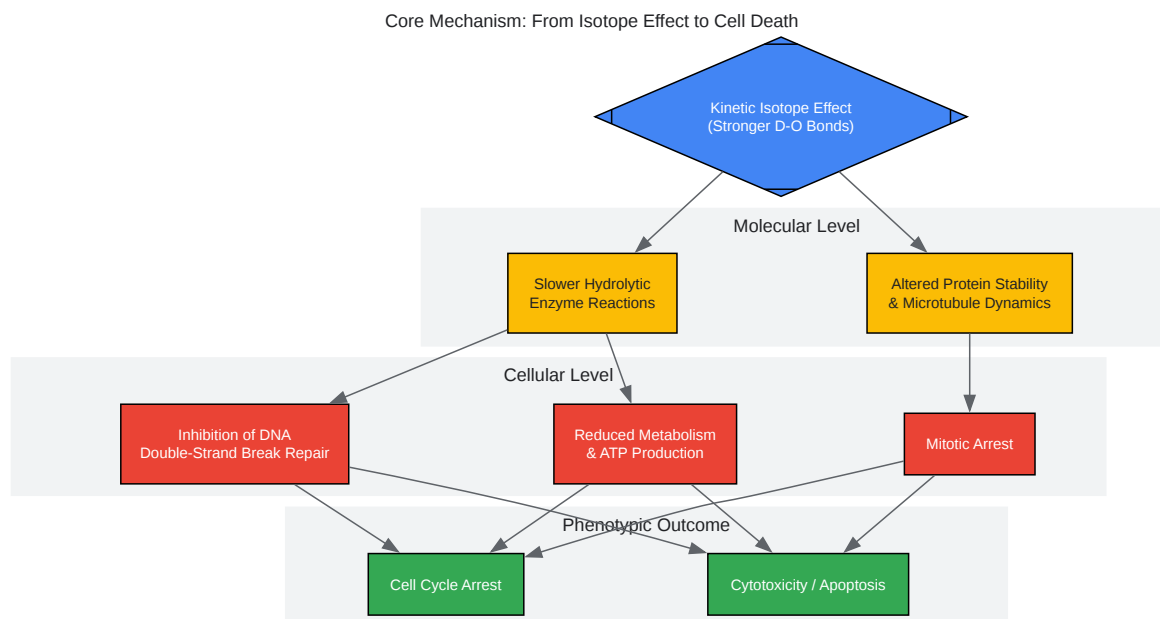 Core Mechanism: From Isotope Effect to Cell Death
Kinetic Isotope Effect
(Stronger D-O Bonds)
Molecular Level
Slower Hydrolytic
Enzyme Reactions
Altered Protein Stability
& Microtubule Dynamics
Cellular Level
Inhibition of DNA
Double-Strand Break Repair
Reduced Metabolism
& ATP Production
Mitotic Arrest
Phenotypic Outcome
Cell Cycle Arrest
Cytotoxicity / Apoptosis